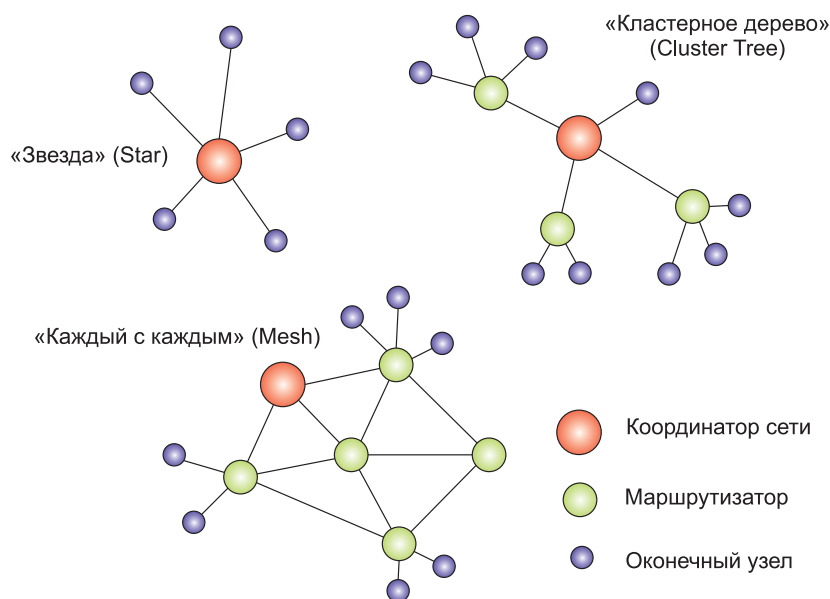 «Кластерное дерево»
(Cluster Tree)
«Звезда» (Star)
«Каждый с каждым» (Mesh)
Координатор сети
Маршрутизатор
Оконечный узел